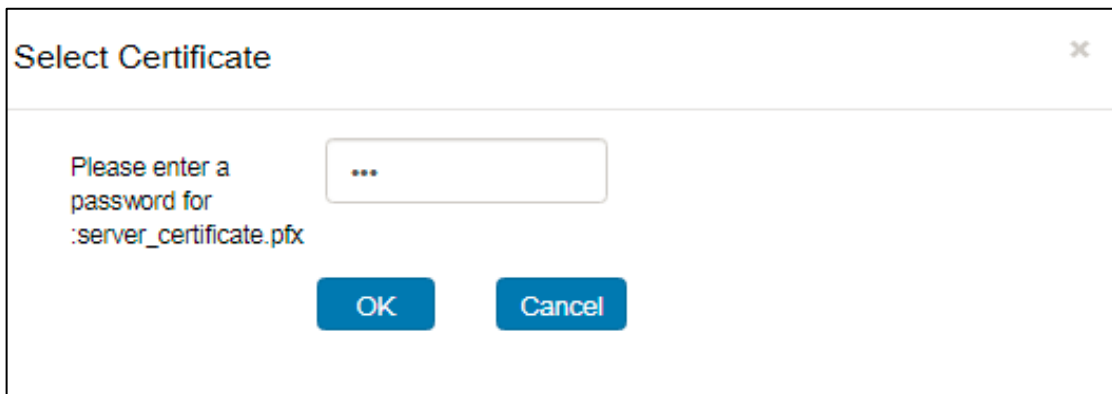 Select Certificate
Please enter a
password for
:server_certificate.pfx
•••
OK
Cancel